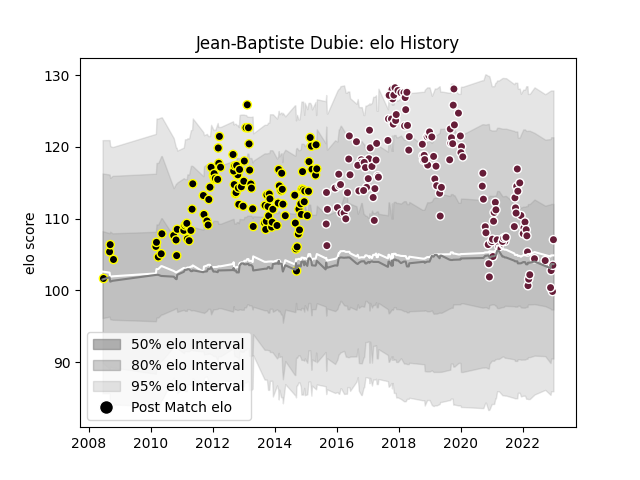 Jean-Baptiste Dubie: elo History
130
120
110
100
90
elo score
50% elo Interval
80% elo Interval
95% elo Interval
Post Match elo
2008 2010 2012 2014 2016 2018 2020 2022